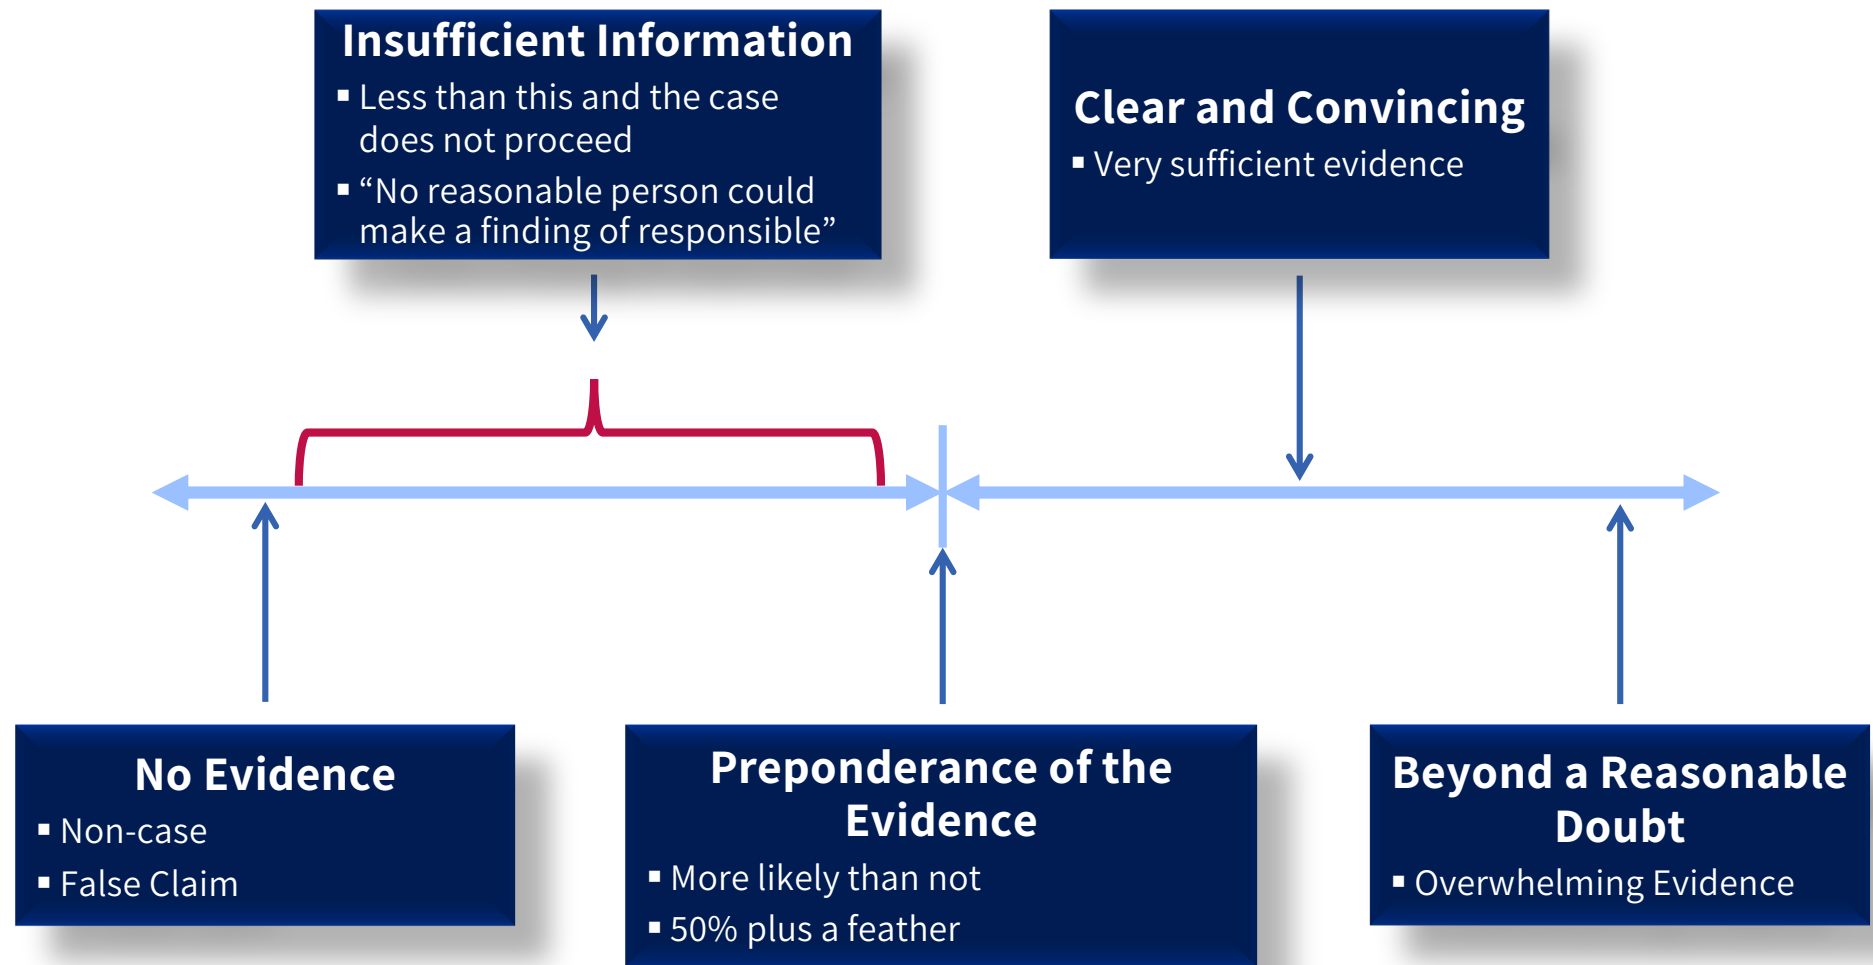 Insufficient Information
▪ Less than this and the case
does not proceed
▪ “No reasonable person could
make a finding of responsible”
Clear and Convincing
▪ Very sufficient evidence
No Evidence
▪ Non-case
▪ False Claim
Preponderance of the
Evidence
▪ More likely than not
▪ 50% plus a feather
Beyond a Reasonable
Doubt
▪ Overwhelming Evidence